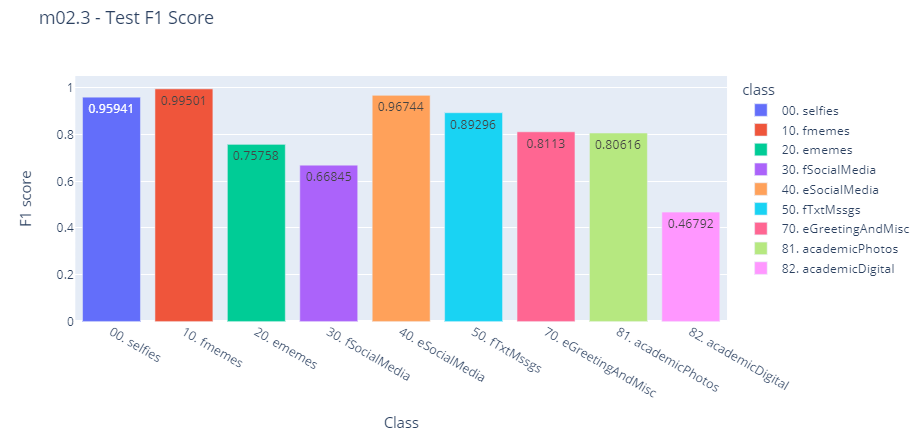 m02.3 - Test F1 Score
class
00. selfies
10. fmemes
20. ememes
30. fSocialMedia
40. eSocialMedia
50. fTxtMssgs
70. eGreetingAndMisc
81. academicPhotos
82. academicDigital
F1 score
1
0.8
0.6
0.4
0.2
0
0.95941
0.99501
0.75758
0.66845
0.96744
0.89296
0.8113
0.80616
0.46792
00. selfies
10. fmemes
20. ememes
30. fSocialMedia
40. eSocialMedia
50. fTxtMssgs
70. eGreetingAndMisc
81. academicPhotos
82. academicDigital
Class